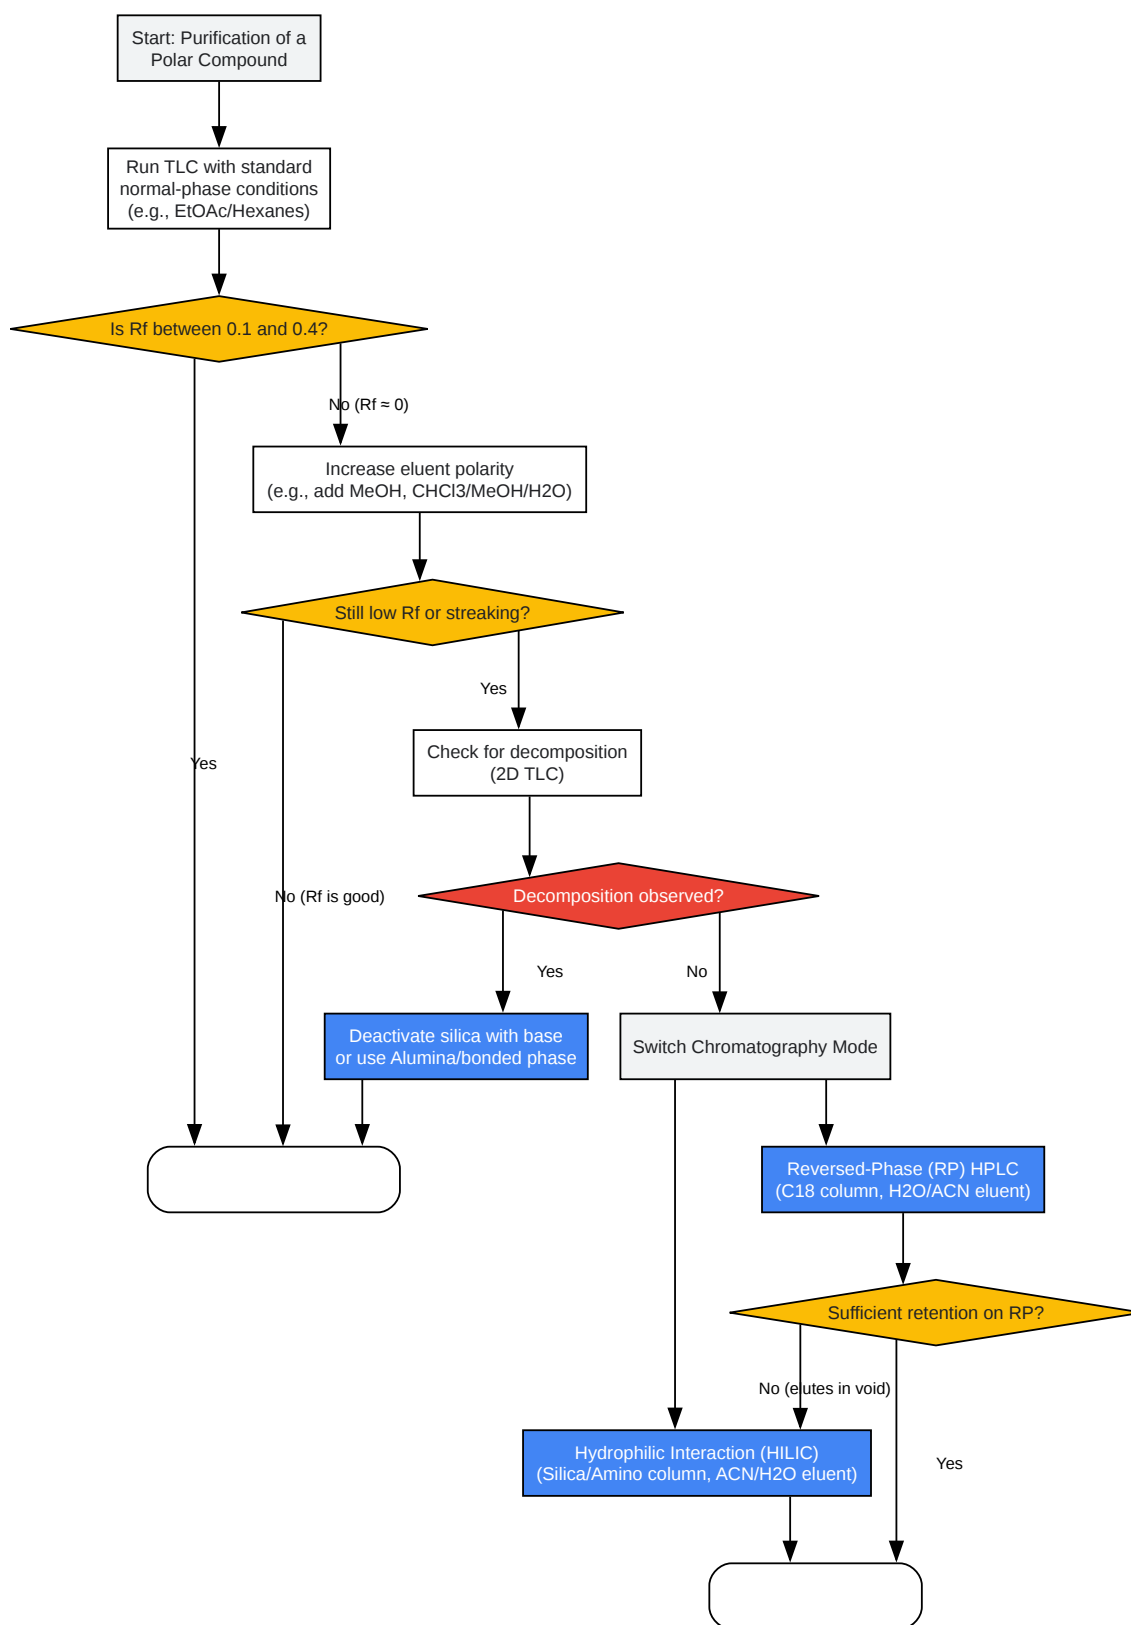 Start: Purification of a
Polar Compound
Run TLC with standard
normal-phase conditions
(e.g., EtOAc/Hexanes)
Is Rf between 0.1 and 0.4?
No (Rf ≈ 0)
Increase eluent polarity
(e.g., add MeOH, CHCl3/MeOH/H2O)
Still low Rf or streaking?
Yes
Check for decomposition
(2D TLC)
Yes
No (Rf is good)
Decomposition observed?
Yes
No
Deactivate silica with base
or use Alumina/bonded phase
Switch Chromatography Mode
Reversed-Phase (RP) HPLC
(C18 column, H2O/ACN eluent)
Sufficient retention on RP?
No (elutes in void)
Hydrophilic Interaction (HILIC)
(Silica/Amino column, ACN/H2O eluent)
Yes